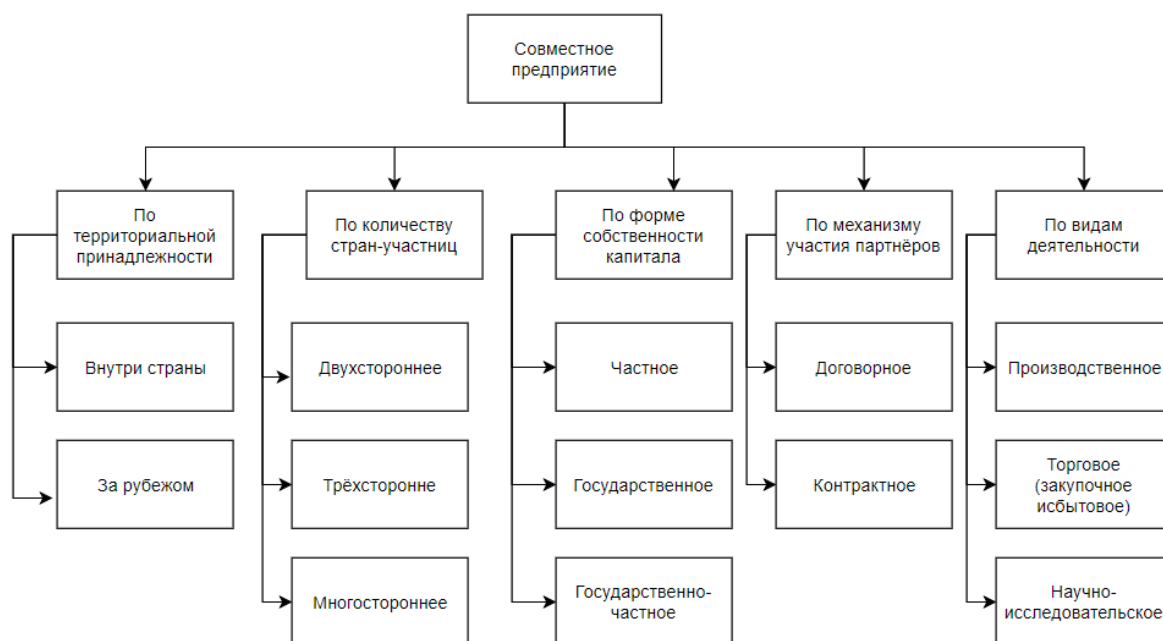 Совместное
предприятие
По
территориальной
принадлежности
По количеству
стран-участниц
По форме
собственности
капитала
По механизму
участия партнёров
По видам
деятельности
Внутри страны
Двухстороннее
Частное
Договорное
Производственное
За рубежом
Трёхсторонне
Государственное
Контрактное
Торговое
(закупочное
исбытовое)
Многостороннее
Государственно-
частное
Научно-
исследовательское